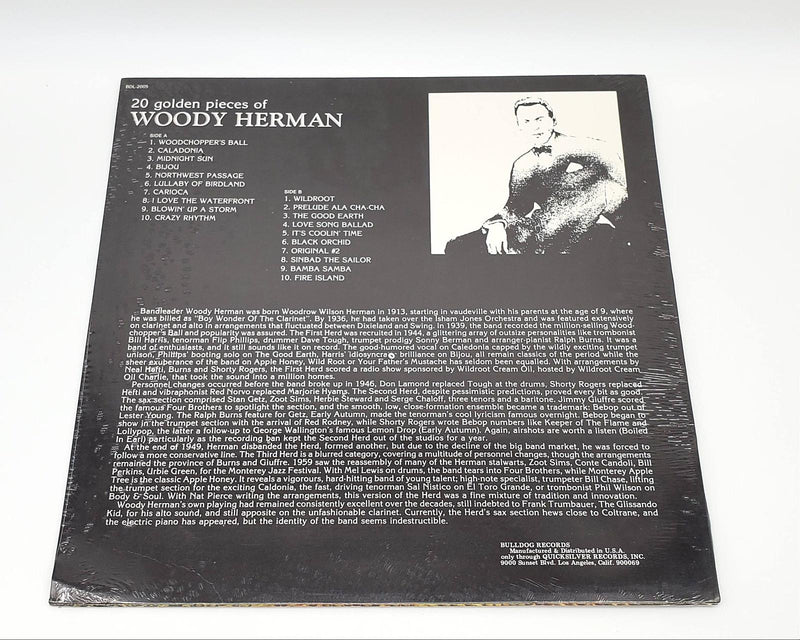 BDL-2005
20 golden pieces of
WOODY HERMAN
SIDE A
1. WOODCHOPPER'S BALL
2. CALADONIA
3. MIDNIGHT SUN
4. BIJOU
5. NORTHWEST PASSAGE
6. LULLABY OF BIRDLAND
7. CARIOCA
8. I LOVE THE WATERFRONT
9. BLOWIN' UP A STORM
10. CRAZY RHYTHM
SIDE B
1. WILDROOT
2. PRELUDE ALA CHA-CHA
3. THE GOOD EARTH
4. LOVE SONG BALLAD
5. IT'S COOLIN' TIME
6. BLACK ORCHID
7. ORIGINAL #2
8. SINBAD THE SAILOR
9. BAMBA SAMBA
10. FIRE ISLAND
Bandleader Woody Herman was born Woodrow Wilson Herman in 1913, starting in vaudeville with his parents at the age of 9, where
he was billed as "Boy Wonder Of The Clarinet". By 1936, he had taken over the Isham Jones Orchestra and was featured extensively
on clarinet and alto in arrangements that fluctuated between Dixieland and Swing. In 1939, the band recorded the million-selling Wood-
chopper's Ball and popularity was assured. The First Herd was recruited in 1944, a glittering array of outsize personalities like trombonist
Bill Harris, tenorman Flip Phillips, drummer Dave Tough, trumpet prodigy Sonny Berman and arranger-pianist Ralph Burns. It was a
band of enthusiasts, and it still sounds like it on record. The good-humored vocal on Caledonia capped by the wildly exciting trumpet
unison, Phillips' booting solo on The Good Earth, Harris' idiosyncratic brilliance on Bijou, all remain classics of the period while the
sheer exuberance of the band on Apple Honey, Wild Root or Your Father's Mustache has seldom been equalled. With arrangements by
Neal Hefti, Burns and Shorty Rogers, the First Herd scored a radio show sponsored by Wildroot Cream Oil, hosted by Wildroot Cream
Oil Charlie, that took the sound into a million homes.
Personnel changes occurred before the band broke up in 1946, Don Lamond replaced Tough at the drums, Shorty Rogers replaced
Hefti and vibraphonist Red Norvo replaced Marjorie Hyams. The Second Herd, despite pessimistic predictions, proved every bit as good.
The sax section comprised Stan Getz, Zoot Sims, Herbie Steward and Serge Chaloff, three tenors and a baritone. Jimmy Giuffre scored
the famous Four Brothers to spotlight the section, and the smooth, low, close-formation ensemble became a trademark. Bebop out of
Lester Young. The Ralph Burns feature for Getz, Early Autumn, made the tenorman's cool lyricism famous overnight. Bebop began to
show in the trumpet section with the arrival of Red Rodney, while Shorty Rogers wrote Bebop numbers like Keeper of The Flame and
Lollypop, the latter a follow-up to George Wallington's famous Lemon Drop (Early Autumn). Again, airshots are worth a listen (Boiled
In Earl) particularly as the recording ban kept the Second Herd out of the studios for a year.
At the end of 1949, Herman disbanded the Herd, formed another, but due to the decline of the big band market, he was forced to
follow a more conservative line. The Third Herd is a blurred category, covering a multitude of personnel changes, though the arrangements
remained the province of Burns and Giuffre. 1959 saw the reassembly of many of the Herman stalwarts, Zoot Sims, Conte Candoli, Bill
Perkins, Urbie Green, for the Monterey Jazz Festival. With Mel Lewis on drums, the band tears into Four Brothers, while Monterey Apple
Tree is the classic Apple Honey. It reveals a vigorours, hard-hitting band of young talent; high-note specialist, trumpeter Bill Chase, lifting
the trumpet section for the exciting Caldonia, the fast, driving tenorman Sal Nistico on El Toro Grande, or trombonist Phil Wilson on
Body & Soul. With Nat Pierce writing the arrangements, this version of the Herd was a fine mixture of tradition and innovation.
Woody Herman's own playing had remained consistently excellent over the decades, still indebted to Frank Trumbauer, The Glissando
Kid, for his alto sound, and still apposite on the unfashionable clarinet. Currently, the Herd's sax section hews close to Coltrane, and
the electric piano has appeared, but the identity of the band seems indestructible.
BULLDOG RECORDS
Manufactured & Distributed in U.S.A.
only through QUICKSILVER RECORDS, INC.
9000 Sunset Blvd. Los Angeles, Calif. 900069